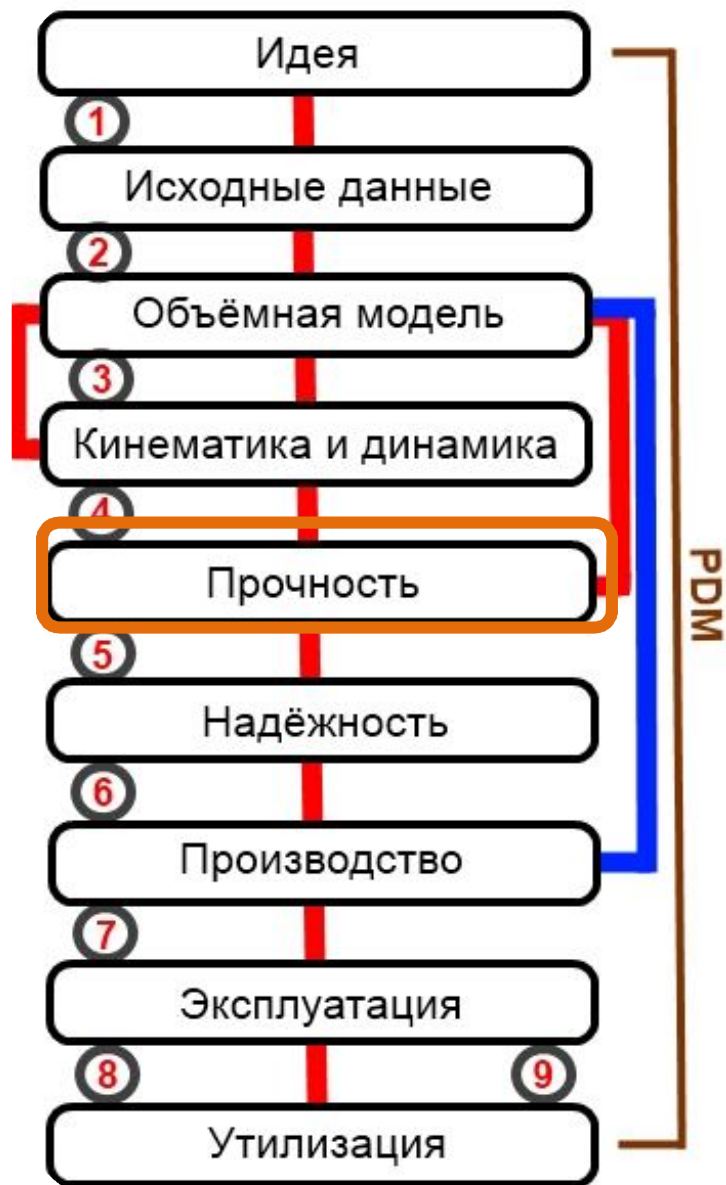 Идея
1
Исходные данные
2
Объёмная модель
3
Кинематика и динамика
4
Прочность
PDM
5
Надёжность
6
Производство
7
Эксплуатация
8 9
Утилизация